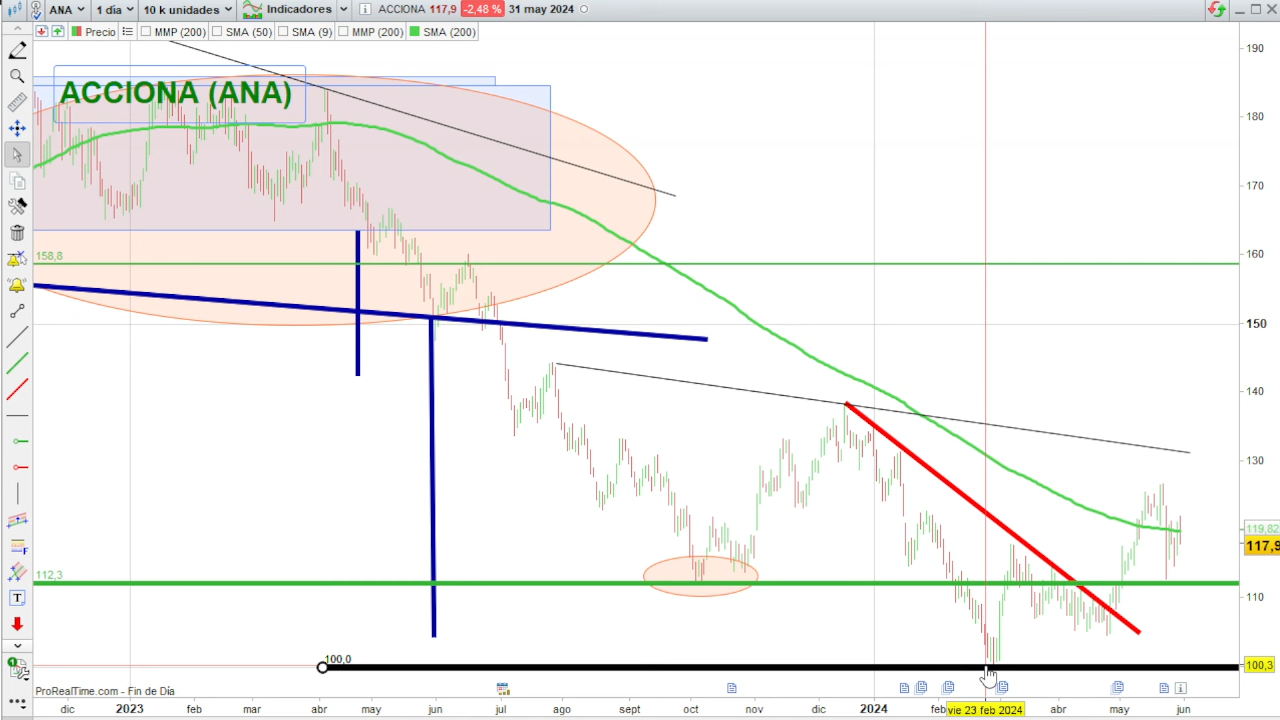 ANA 1 día 10 k unidades Indicadores ACCIONA 117,9 -2,48 % 31 may 2024
Precio MMP (200) SMA (50) SMA (9) MMP (200) SMA (200)
ACCIONA (ANA)
190
180
170
160
150
140
130
119,82
117,9
110
100,3
158,8
112,3
100,0
F
T
1
ProRealTime.com - Fin de Día
dic 2023 feb mar abr may jun jul ago sept oct nov dic 2024 feb vie 23 feb 2024 abr may jun